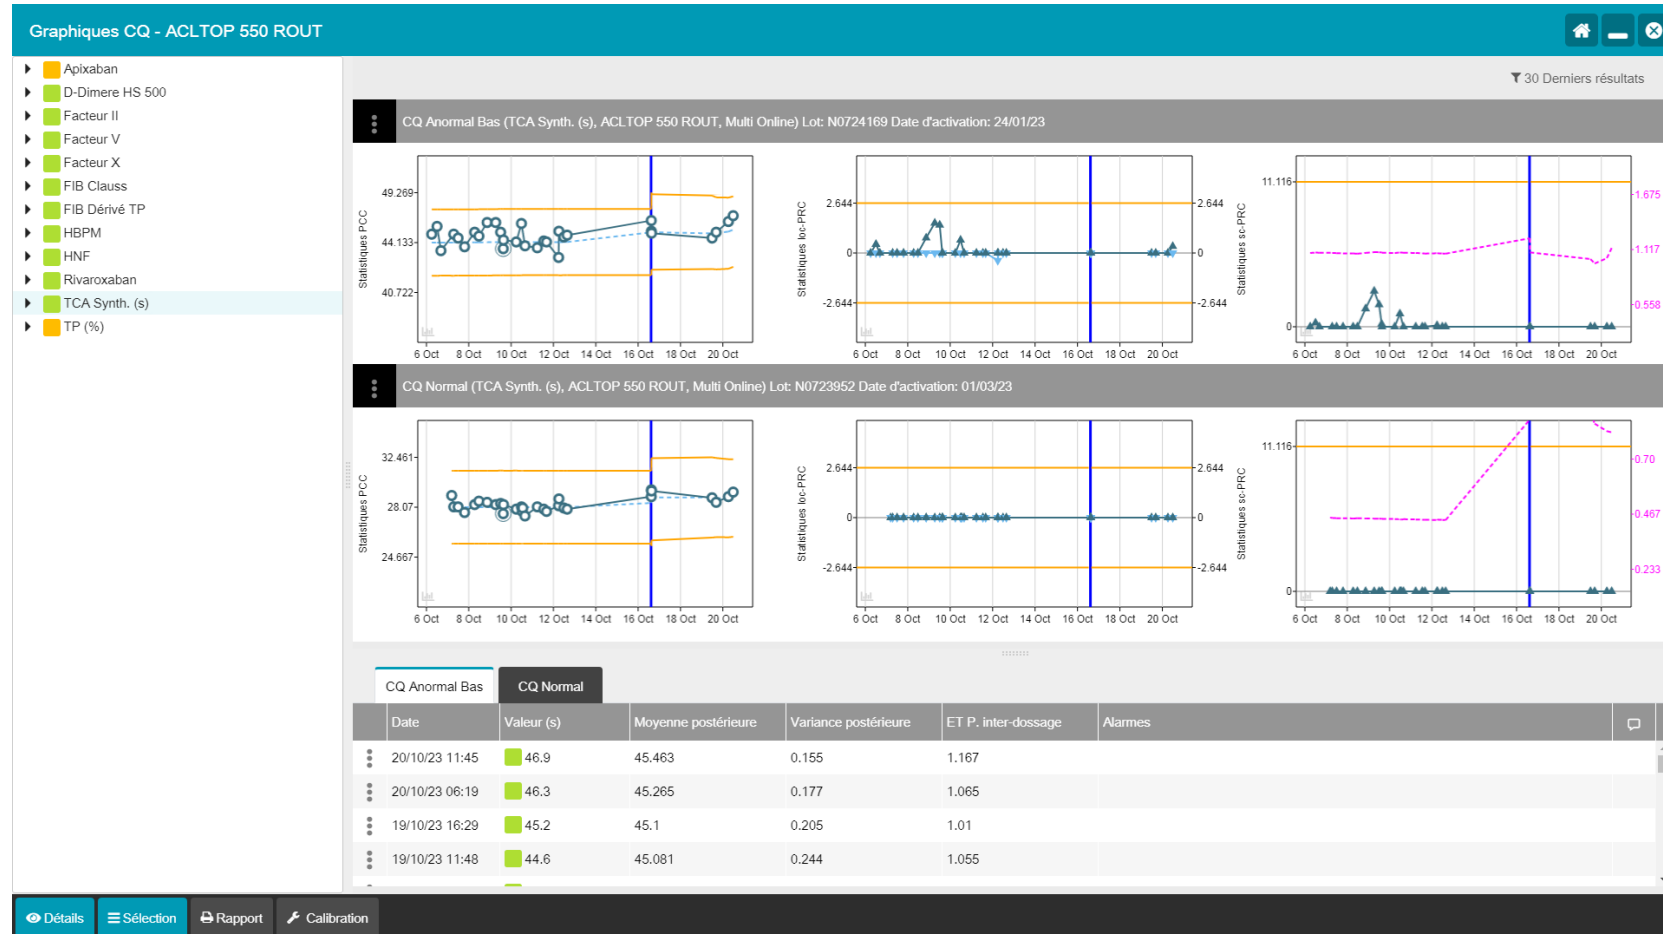 Graphiques CQ - ACLTOP 550 ROUT
Apixaban
D-Dimere HS 500
Facteur II
Facteur V
Facteur X
FIB Clauss
FIB Dérivé TP
HBPM
HNF
Rivaroxaban
TCA Synth. (s)
TP (%)
30 Derniers résultats
CQ Anormal Bas (TCA Synth. (s), ACLTOP 550 ROUT, Multi Online) Lot: N0724169 Date d'activation: 24/01/23
Statistiques PCC
49.269
44.133
40.722
6 Oct 8 Oct 10 Oct 12 Oct 14 Oct 16 Oct 18 Oct 20 Oct
Statistiques loc-PRC
2.644 2.644
0 0
-2.644 -2.644
6 Oct 8 Oct 10 Oct 12 Oct 14 Oct 16 Oct 18 Oct 20 Oct
Statistiques sc-PRC
11.116
0
1.675
1.117
0.558
6 Oct 8 Oct 10 Oct 12 Oct 14 Oct 16 Oct 18 Oct 20 Oct
CQ Normal (TCA Synth. (s), ACLTOP 550 ROUT, Multi Online) Lot: N0723952 Date d'activation: 01/03/23
Statistiques PCC
32.461
28.07
24.667
6 Oct 8 Oct 10 Oct 12 Oct 14 Oct 16 Oct 18 Oct 20 Oct
Statistiques loc-PRC
2.644 2.644
0 0
-2.644 -2.644
6 Oct 8 Oct 10 Oct 12 Oct 14 Oct 16 Oct 18 Oct 20 Oct
Statistiques sc-PRC
11.116
0
0.70
0.467
0.233
6 Oct 8 Oct 10 Oct 12 Oct 14 Oct 16 Oct 18 Oct 20 Oct
CQ Anormal Bas CQ Normal
Date Valeur (s) Moyenne postérieure Variance postérieure ET P. inter-dossage Alarmes
20/10/23 11:45 46.9 45.463 0.155 1.167
20/10/23 06:19 46.3 45.265 0.177 1.065
19/10/23 16:29 45.2 45.1 0.205 1.01
19/10/23 11:48 44.6 45.081 0.244 1.055
Détails Sélection Rapport Calibration